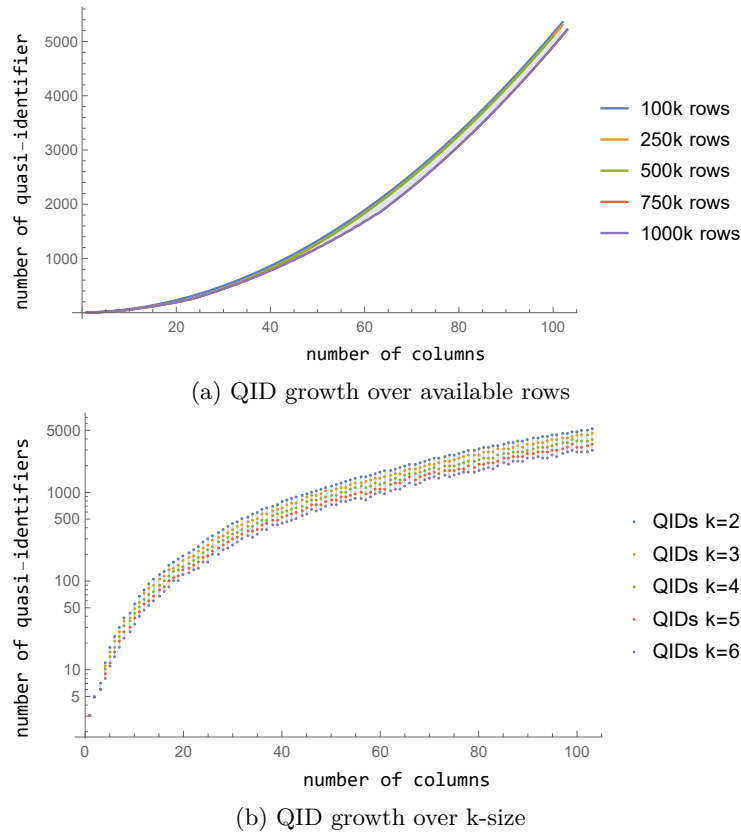 number of quasi-identifier
5000
4000
3000
2000
1000
20
40
60
80
100
number of columns
100k rows
250k rows
500k rows
750k rows
1000k rows
(a) QID growth over available rows
number of quasi-identifiers
5000
1000
500
100
50
10
5
0
20
40
60
80
100
number of columns
QIDs k=2
QIDs k=3
QIDs k=4
QIDs k=5
QIDs k=6
(b) QID growth over k-size